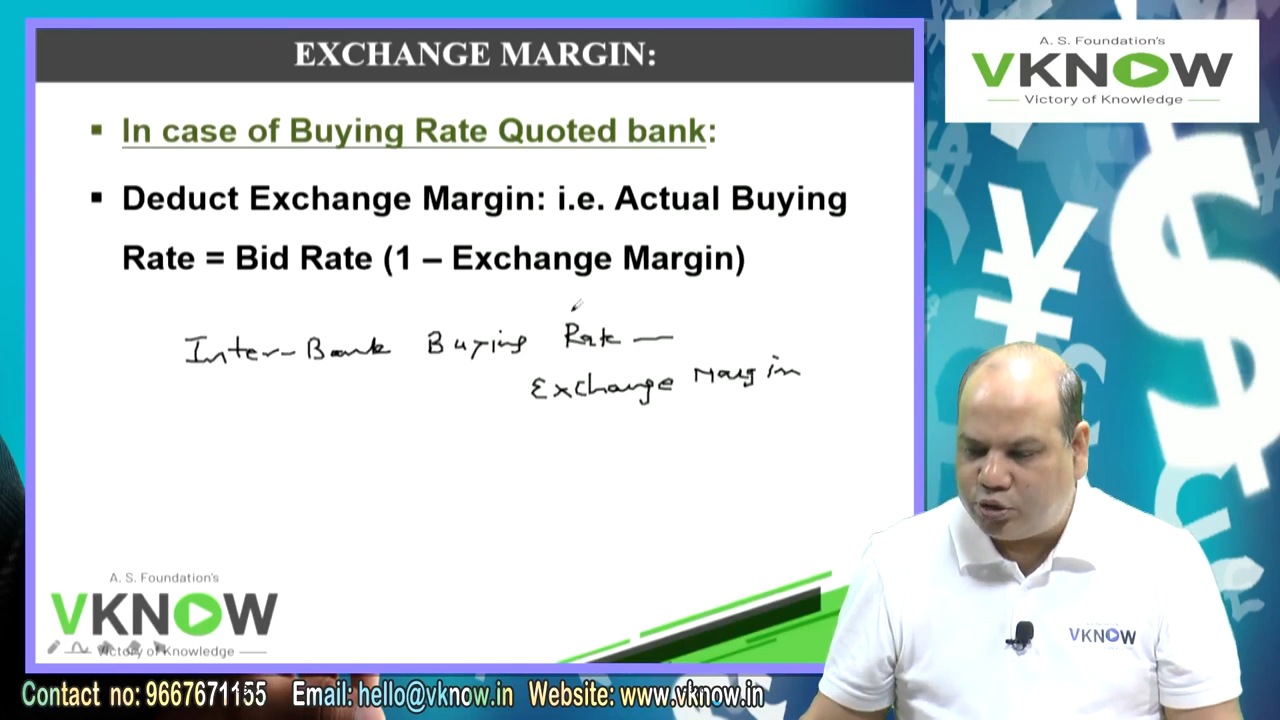 EXCHANGE MARGIN:
A. S. Foundation's
VKNOW
Victory of Knowledge
▪ In case of Buying Rate Quoted bank:
▪ Deduct Exchange Margin: i.e. Actual Buying
Rate = Bid Rate (1 – Exchange Margin)
Inter-Bank Buying Rate —
Exchange Margin
A. S. Foundation's
VKNOW
Victory of Knowledge
VKNOW
Contact no: 9667671155 Email: hello@vknow.in Website: www.vknow.in